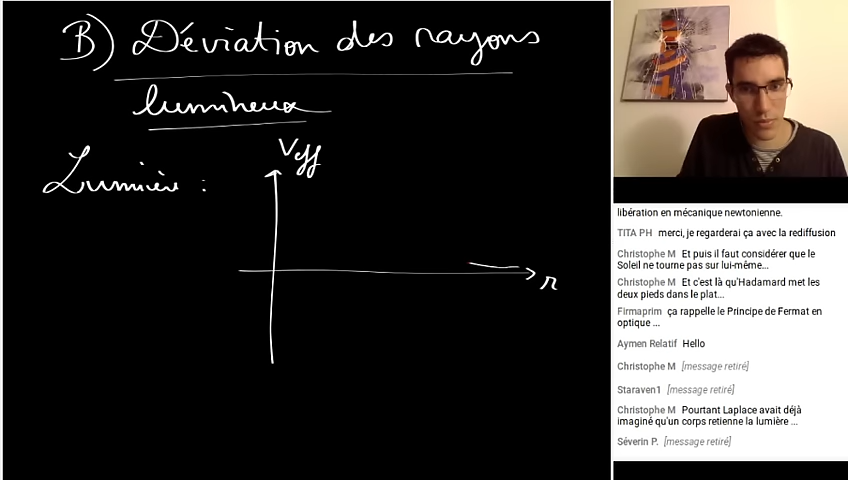 B) Déviation des rayons
lumineux
Lumière :
Veff
r
libération en mécanique newtonienne.
TITA PH merci, je regarderai ça avec la rediffusion
Christophe M Et puis il faut considérer que le
Soleil ne tourne pas sur lui-même...
Christophe M Et c'est là qu'Hadamard met les
deux pieds dans le plat...
Firmaprim ça rappelle le Principe de Fermat en
optique ...
Aymen Relatif Hello
Christophe M [message retiré]
Staraven1 [message retiré]
Christophe M Pourtant Laplace avait déjà
imaginé qu'un corps retienne la lumière ...
Séverin P. [message retiré]